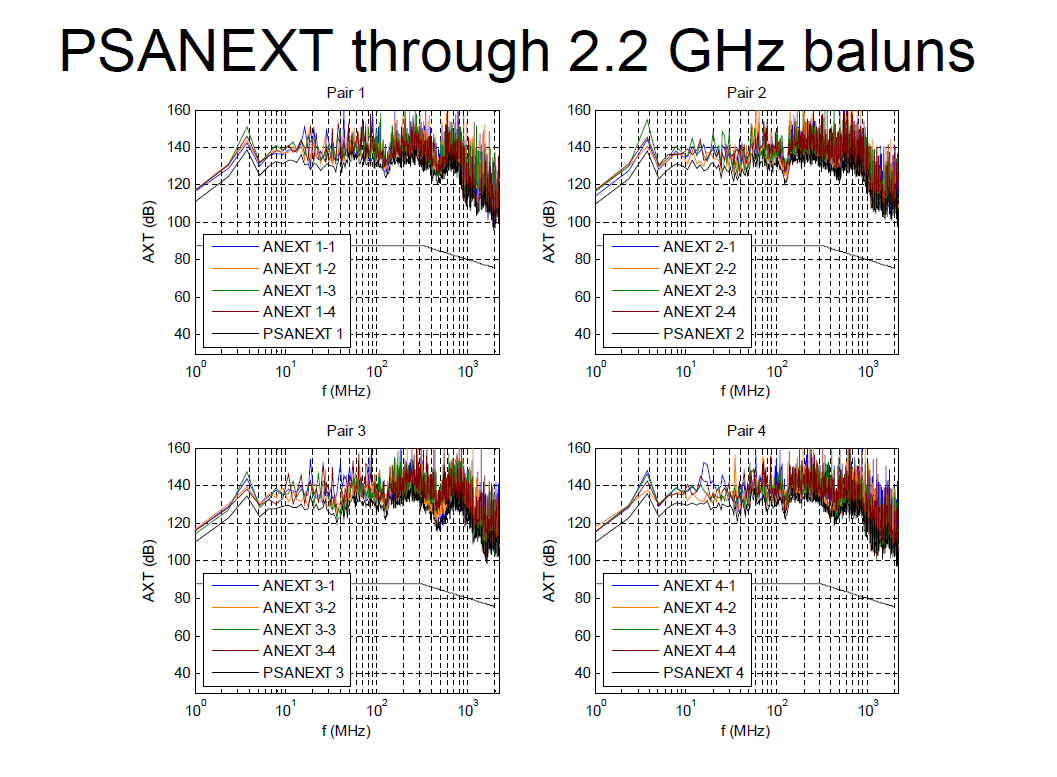 PSANEXT through 2.2 GHz baluns
Pair 1
160
140
120
100
80
60
40
AXT (dB)
ANEXT 1-1
ANEXT 1-2
ANEXT 1-3
ANEXT 1-4
PSANEXT 1
10^0
10^1
10^2
10^3
f (MHz)
Pair 2
160
140
120
100
80
60
40
AXT (dB)
ANEXT 2-1
ANEXT 2-2
ANEXT 2-3
ANEXT 2-4
PSANEXT 2
10^0
10^1
10^2
10^3
f (MHz)
Pair 3
160
140
120
100
80
60
40
AXT (dB)
ANEXT 3-1
ANEXT 3-2
ANEXT 3-3
ANEXT 3-4
PSANEXT 3
10^0
10^1
10^2
10^3
f (MHz)
Pair 4
160
140
120
100
80
60
40
AXT (dB)
ANEXT 4-1
ANEXT 4-2
ANEXT 4-3
ANEXT 4-4
PSANEXT 4
10^0
10^1
10^2
10^3
f (MHz)